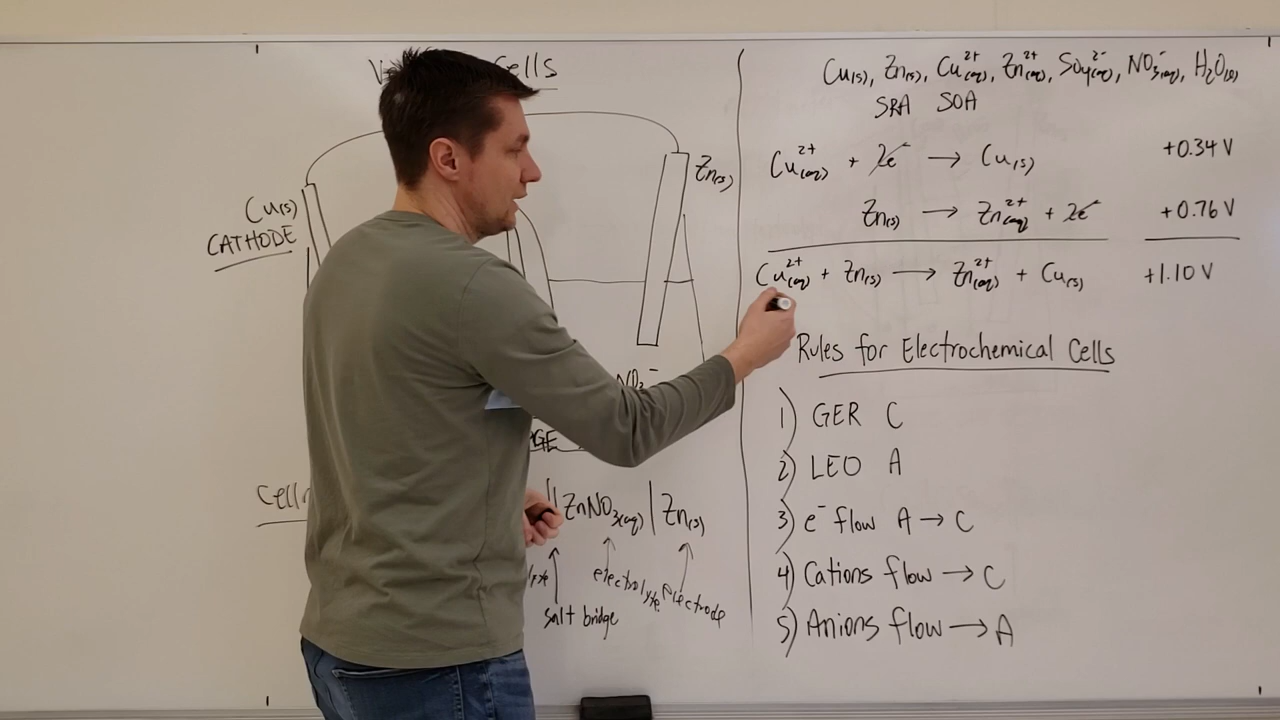 Cells
Cu(s)
CATHODE
Zn(s)
NO3-
Cell
|| ZnNO3(aq) | Zn(s)
electrolyte
electrode
salt bridge
Cu(s), Zn(s), Cu2+(aq), Zn2+(aq), SO4 2-(aq), NO3-(aq), H2O(l)
SRA SOA
Cu2+(aq) + 2e- → Cu(s) +0.34 V
Zn(s) → Zn2+(aq) + 2e- +0.76 V
Cu2+(aq) + Zn(s) → Zn2+(aq) + Cu(s) +1.10 V
Rules for Electrochemical Cells
1) GER C
2) LEO A
3) e- flow A → C
4) Cations flow → C
5) Anions flow → A